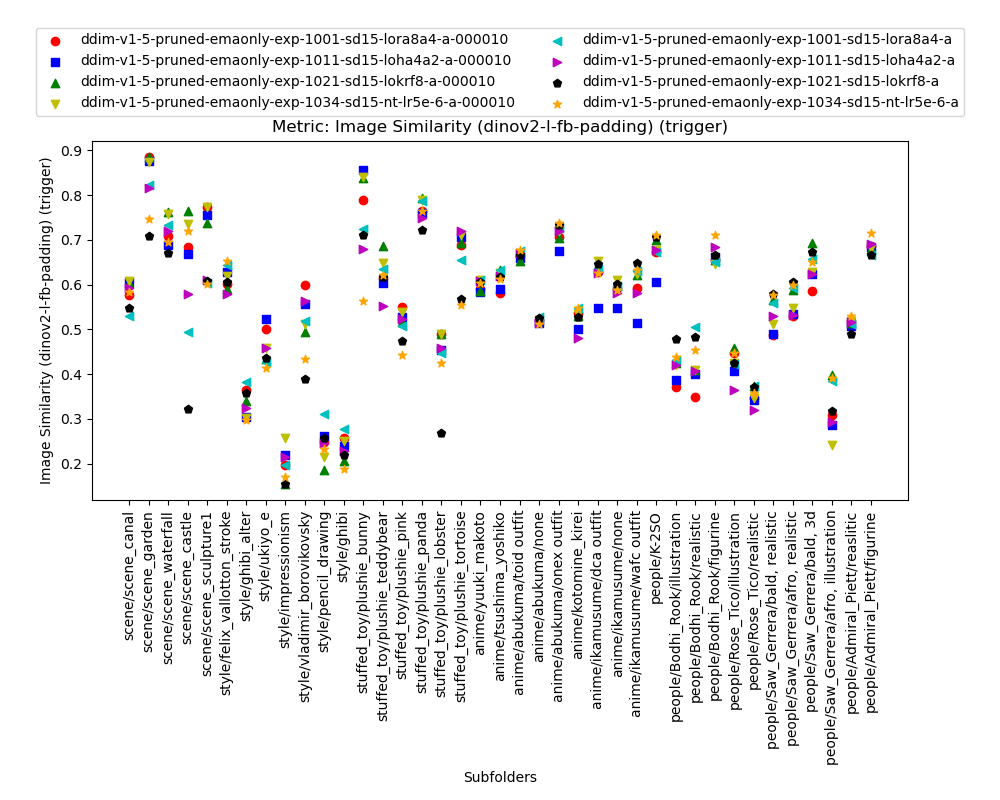 ddim-v1-5-pruned-emaonly-exp-1001-sd15-lora8a4-a-000010
ddim-v1-5-pruned-emaonly-exp-1011-sd15-loha4a2-a-000010
ddim-v1-5-pruned-emaonly-exp-1021-sd15-lokrf8-a-000010
ddim-v1-5-pruned-emaonly-exp-1034-sd15-nt-lr5e-6-a-000010
ddim-v1-5-pruned-emaonly-exp-1001-sd15-lora8a4-a
ddim-v1-5-pruned-emaonly-exp-1011-sd15-loha4a2-a
ddim-v1-5-pruned-emaonly-exp-1021-sd15-lokrf8-a
ddim-v1-5-pruned-emaonly-exp-1034-sd15-nt-lr5e-6-a
Metric: Image Similarity (dinov2-l-fb-padding) (trigger)
Image Similarity (dinov2-l-fb-padding) (trigger)
0.9
0.8
0.7
0.6
0.5
0.4
0.3
0.2
scene/scene_canal
scene/scene_garden
scene/scene_waterfall
scene/scene_castle
scene/scene_sculpture1
style/felix_vallotton_stroke
style/ghibi_alter
style/ukiyo_e
style/impressionism
style/vladimir_borovikovsky
style/pencil_drawing
style/ghibi
stuffed_toy/plushie_bunny
stuffed_toy/plushie_teddybear
stuffed_toy/plushie_pink
stuffed_toy/plushie_panda
stuffed_toy/plushie_lobster
stuffed_toy/plushie_tortoise
anime/yuuki_makoto
anime/tsushima_yoshiko
anime/abukuma/toid outfit
anime/abukuma/none
anime/abukuma/onex outfit
anime/kotomine_kirei
anime/ikamusume/dca outfit
anime/ikamusume/none
anime/ikamusume/wafc outfit
people/K-2SO
people/Bodhi_Rook/illustration
people/Bodhi_Rook/realistic
people/Bodhi_Rook/figurine
people/Rose_Tico/illustration
people/Rose_Tico/realistic
people/Saw_Gerrera/bald, realistic
people/Saw_Gerrera/afro, realistic
people/Saw_Gerrera/bald, 3d
people/Saw_Gerrera/afro, illustration
people/Admiral_Piett/reaslitic
people/Admiral_Piett/figurine
Subfolders